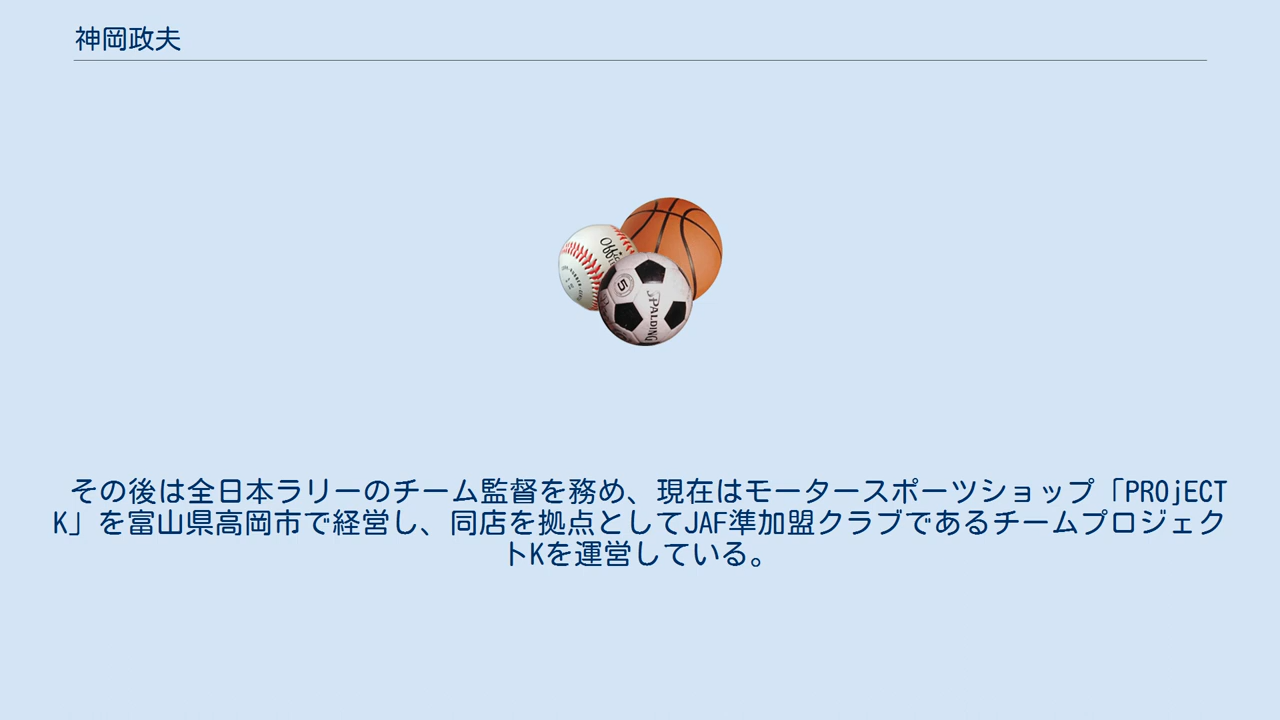 神岡政夫
Offi
5
SPALDING
その後は全日本ラリーのチーム監督を務め、現在はモータースポーツショップ「PROjECT
K」を富山県高岡市で経営し、同店を拠点としてJAF準加盟クラブであるチームプロジェク
トKを運営している。